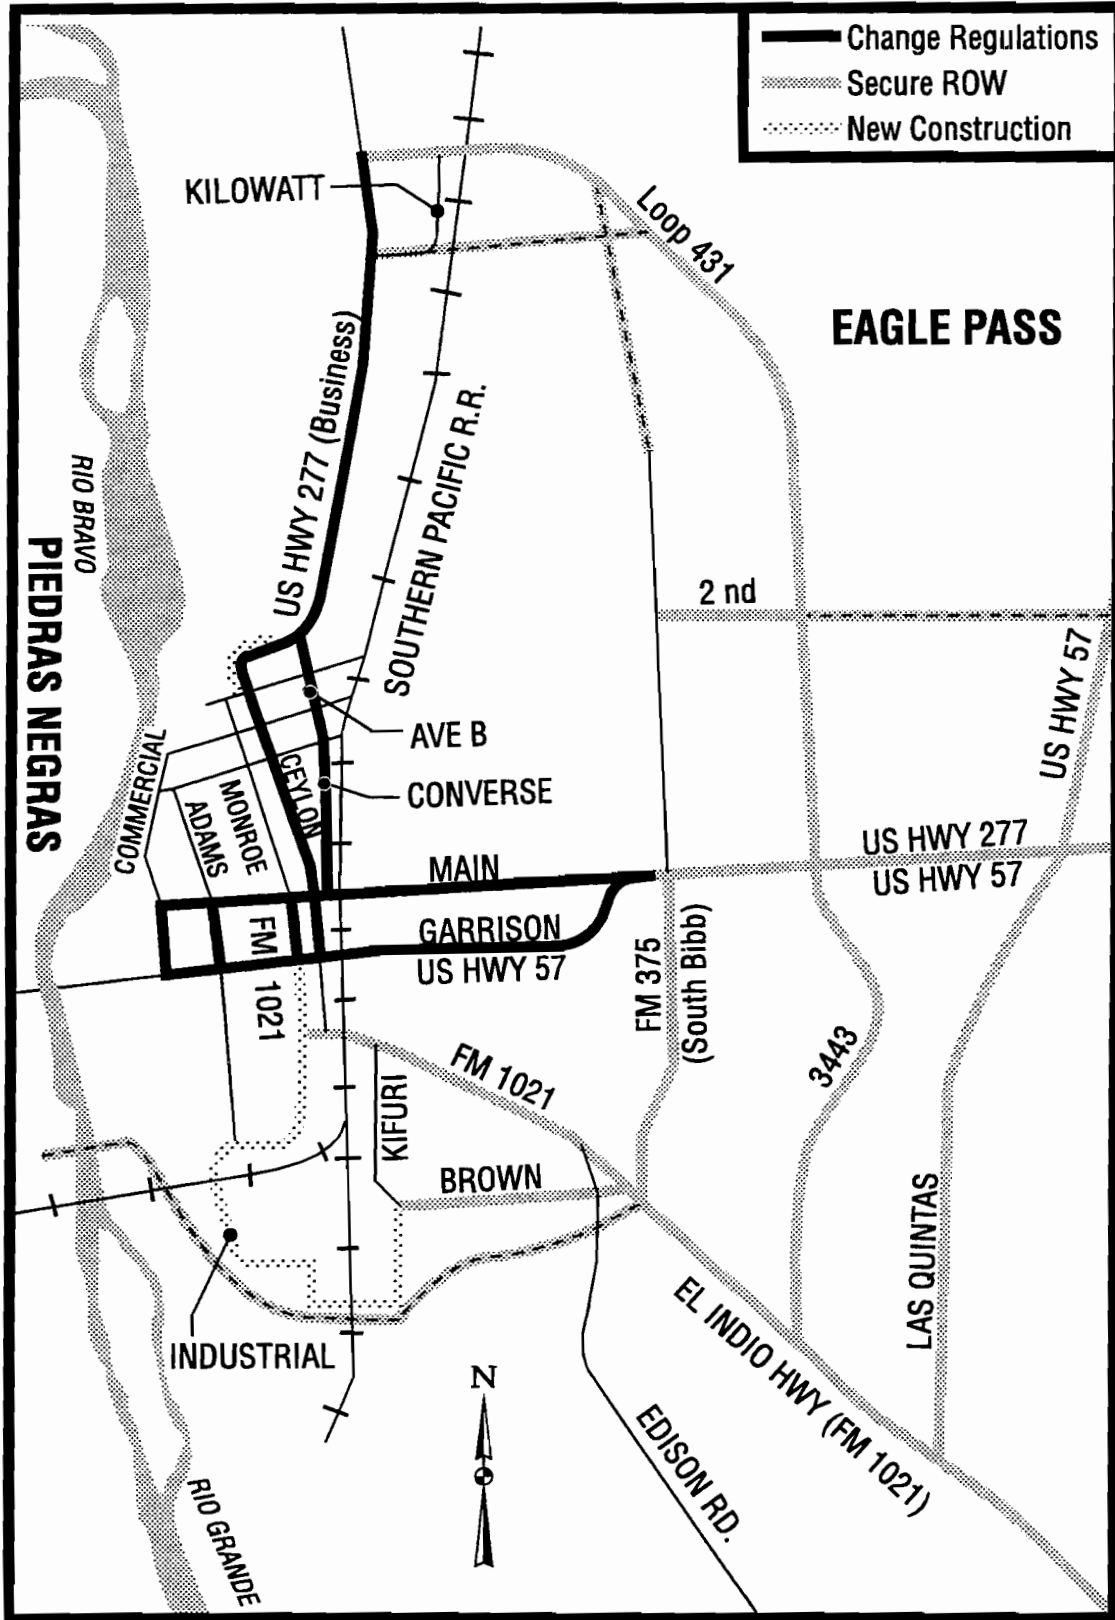 Change Regulations
Secure ROW
New Construction
KILOWATT
Loop 431
EAGLE PASS
US HWY 277 (Business)
SOUTHERN PACIFIC R.R.
RIO BRAVO
PIEDRAS NEGRAS
2 nd
US HWY 57
AVE B
CONVERSE
COMMERCIAL
CEYLON
MONROE
ADAMS
MAIN
US HWY 277
US HWY 57
GARRISON
US HWY 57
FM 1021
FM 375
(South Bibb)
3443
FM 1021
KIFURI
BROWN
LAS QUINTAS
INDUSTRIAL
EL INDIO HWY (FM 1021)
N
EDISON RD.
RIO GRANDE